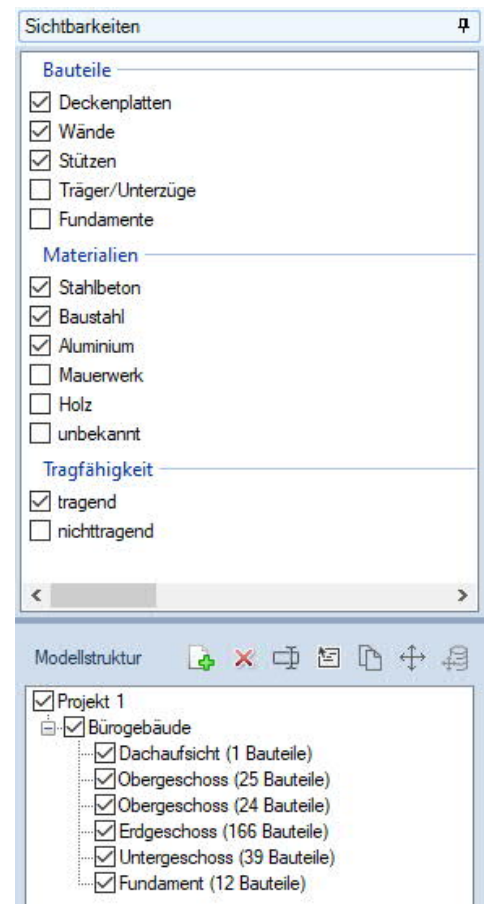 Sichtbarkeiten
Bauteile
Deckenplatten
Wände
Stützen
Träger/Unterzüge
Fundamente
Materialien
Stahlbeton
Baustahl
Aluminium
Mauerwerk
Holz
unbekannt
Tragfähigkeit
tragend
nichttragend
Modellstruktur
Projekt 1
Bürogebäude
Dachaufsicht (1 Bauteile)
Obergeschoss (25 Bauteile)
Obergeschoss (24 Bauteile)
Erdgeschoss (166 Bauteile)
Untergeschoss (39 Bauteile)
Fundament (12 Bauteile)